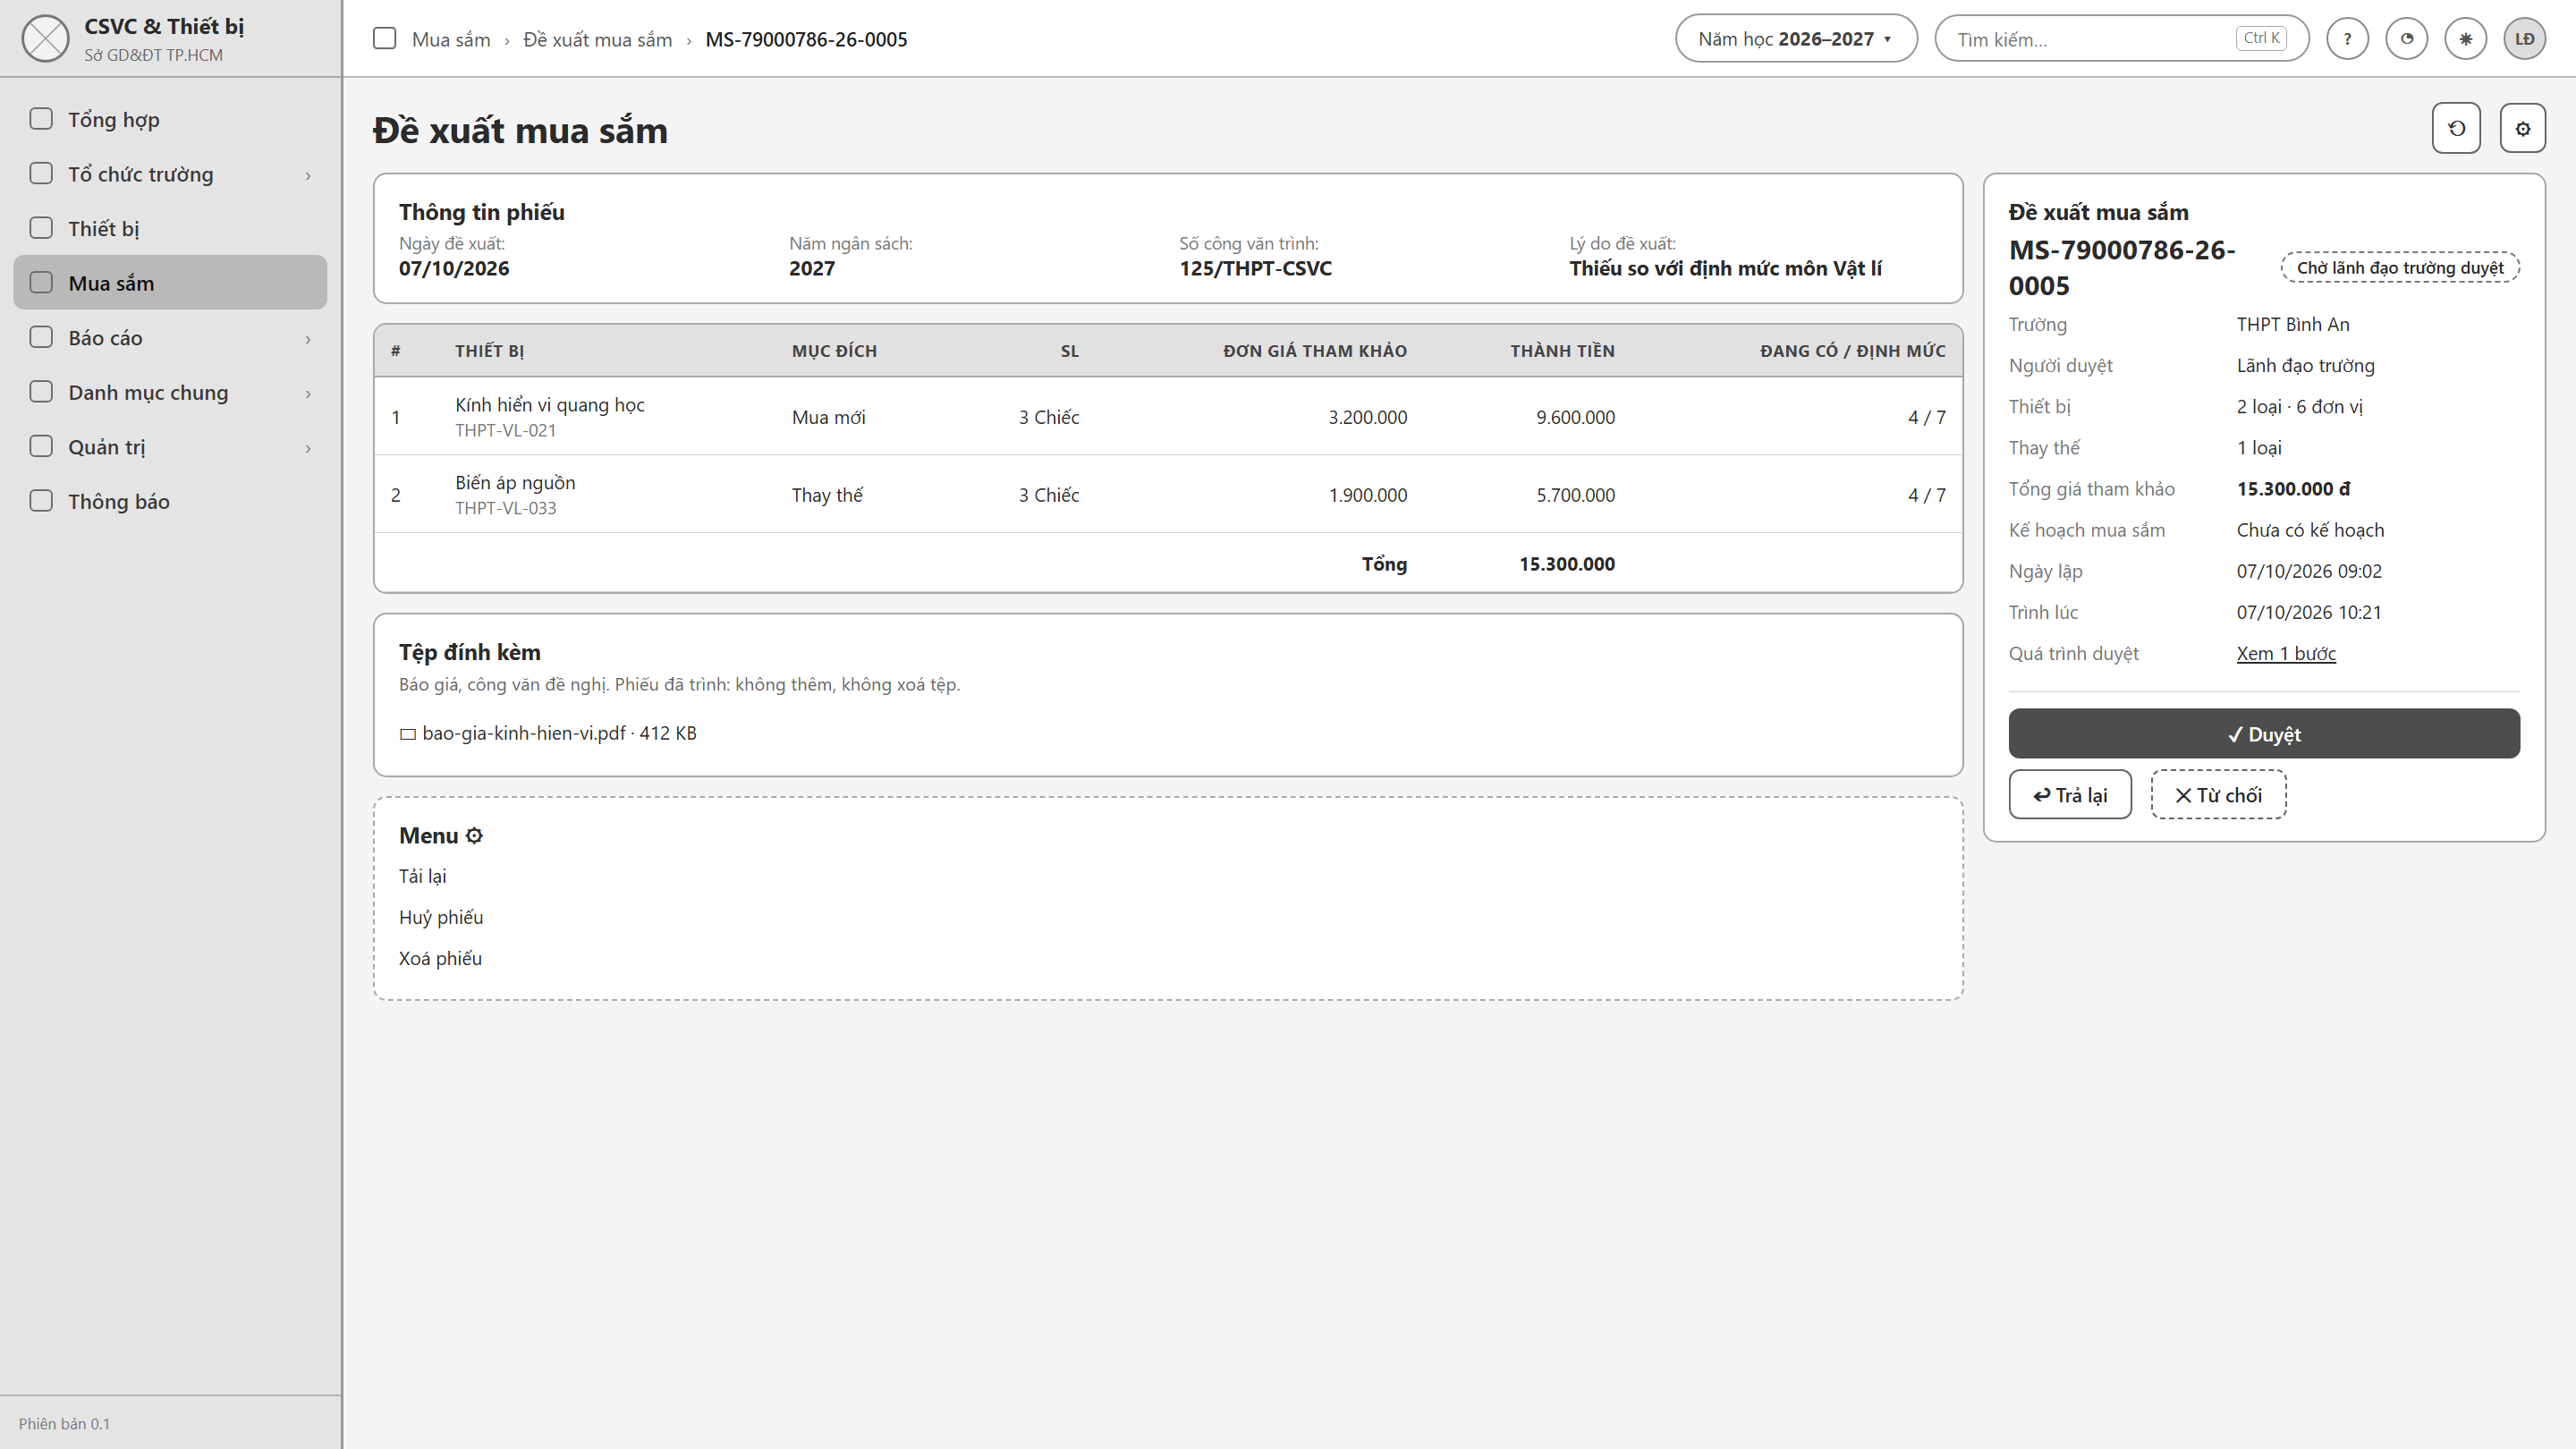 CSVC & Thiết bị
Sở GD&ĐT TP.HCM
Tổng hợp
Tổ chức trường
Thiết bị
Mua sắm
Báo cáo
Danh mục chung
Quản trị
Thông báo
Phiên bản 0.1
Mua sắm › Đề xuất mua sắm › MS-79000786-26-0005
Năm học 2026–2027
Tìm kiếm... Ctrl K
?
LĐ
Đề xuất mua sắm
Thông tin phiếu
Ngày đề xuất: Năm ngân sách: Số công văn trình: Lý do đề xuất:
07/10/2026 2027 125/THPT-CSVC Thiếu so với định mức môn Vật lí
# THIẾT BỊ MỤC ĐÍCH SL ĐƠN GIÁ THAM KHẢO THÀNH TIỀN ĐANG CÓ / ĐỊNH MỨC
1 Kính hiển vi quang học Mua mới 3 Chiếc 3.200.000 9.600.000 4 / 7
THPT-VL-021
2 Biến áp nguồn Thay thế 3 Chiếc 1.900.000 5.700.000 4 / 7
THPT-VL-033
Tổng 15.300.000
Tệp đính kèm
Báo giá, công văn đề nghị. Phiếu đã trình: không thêm, không xoá tệp.
bao-gia-kinh-hien-vi.pdf · 412 KB
Menu ⚙
Tải lại
Huỷ phiếu
Xoá phiếu
Đề xuất mua sắm
MS-79000786-26-
0005
Chờ lãnh đạo trường duyệt
Trường THPT Bình An
Người duyệt Lãnh đạo trường
Thiết bị 2 loại · 6 đơn vị
Thay thế 1 loại
Tổng giá tham khảo 15.300.000 đ
Kế hoạch mua sắm Chưa có kế hoạch
Ngày lập 07/10/2026 09:02
Trình lúc 07/10/2026 10:21
Quá trình duyệt Xem 1 bước
✓ Duyệt
↩ Trả lại
✕ Từ chối